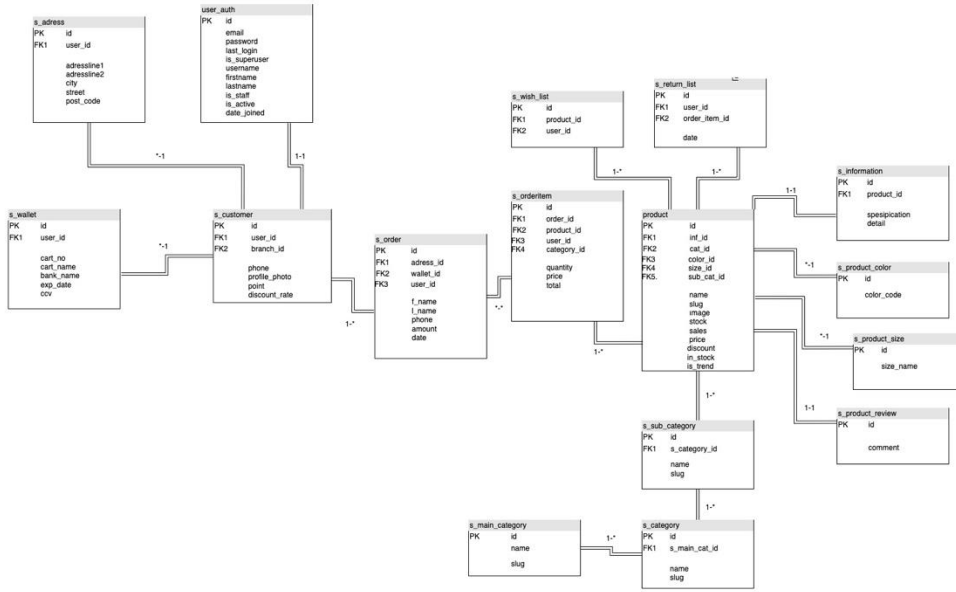 s_adress
PK id
FK1 user_id
adressline1
adressline2
city
street
post_code
user_auth
PK id
email
password
last_login
is_superuser
username
firstname
lastname
is_staff
is_active
date_joined
*-1
1-1
s_wallet
PK id
FK1 user_id
cart_no
cart_name
bank_name
exp_date
ccv
*-1
s_customer
PK id
FK1 user_id
FK2 branch_id
phone
profile_photo
point
discount_rate
1-*
s_order
PK id
FK1 adress_id
FK2 wallet_id
FK3 user_id
f_name
l_name
phone
amount
date
*-*
s_wish_list
PK id
FK1 product_id
FK2 user_id
1-*
s_return_list
PK id
FK1 user_id
FK2 order_item_id
date
1-*
s_orderitem
PK id
FK1 order_id
FK2 product_id
FK3 user_id
FK4 category_id
quantity
price
total
1-*
product
PK id
FK1 inf_id
FK2 cat_id
FK3 color_id
FK4 size_id
FK5. sub_cat_id
name
slug
image
stock
sales
price
discount
in_stock
is_trend
1-1
s_information
PK id
FK1 product_id
spesipication
detail
*-1
s_product_color
PK id
color_code
*-1
s_product_size
PK id
size_name
1-1
s_product_review
PK id
comment
1-*
s_sub_category
PK id
FK1 s_category_id
name
slug
1-*
s_main_category
PK id
name
slug
1-*
s_category
PK id
FK1 s_main_cat_id
name
slug